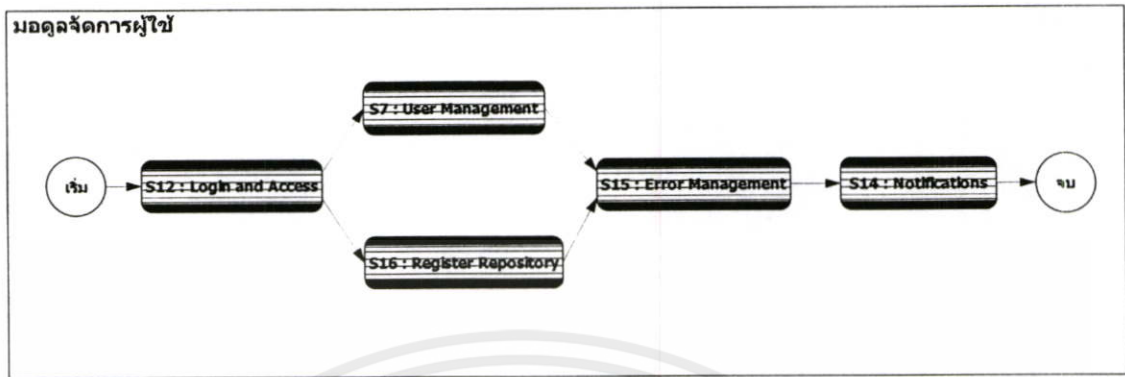 มอดูลจัดการผู้ใช้
S7 : User Management
เริ่ม
S12 : Login and Access
S15 : Error Management
S14 : Notifications
จบ
S16 : Register Repository